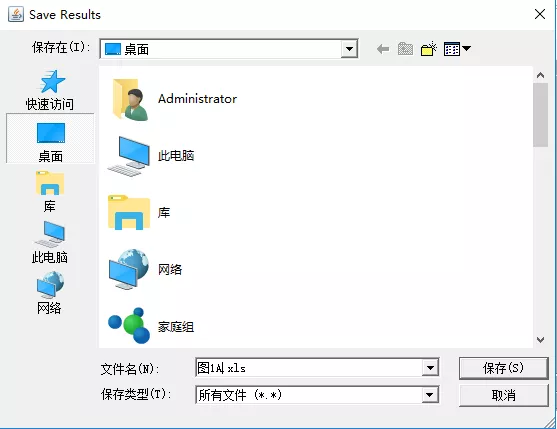 Save Results
保存在(I):
桌面
快速访问
桌面
库
此电脑
网络
Administrator
此电脑
库
网络
家庭组
文件名(N):
图1A.xls
保存(S)
保存类型(T):
所有文件 (*.*)
取消